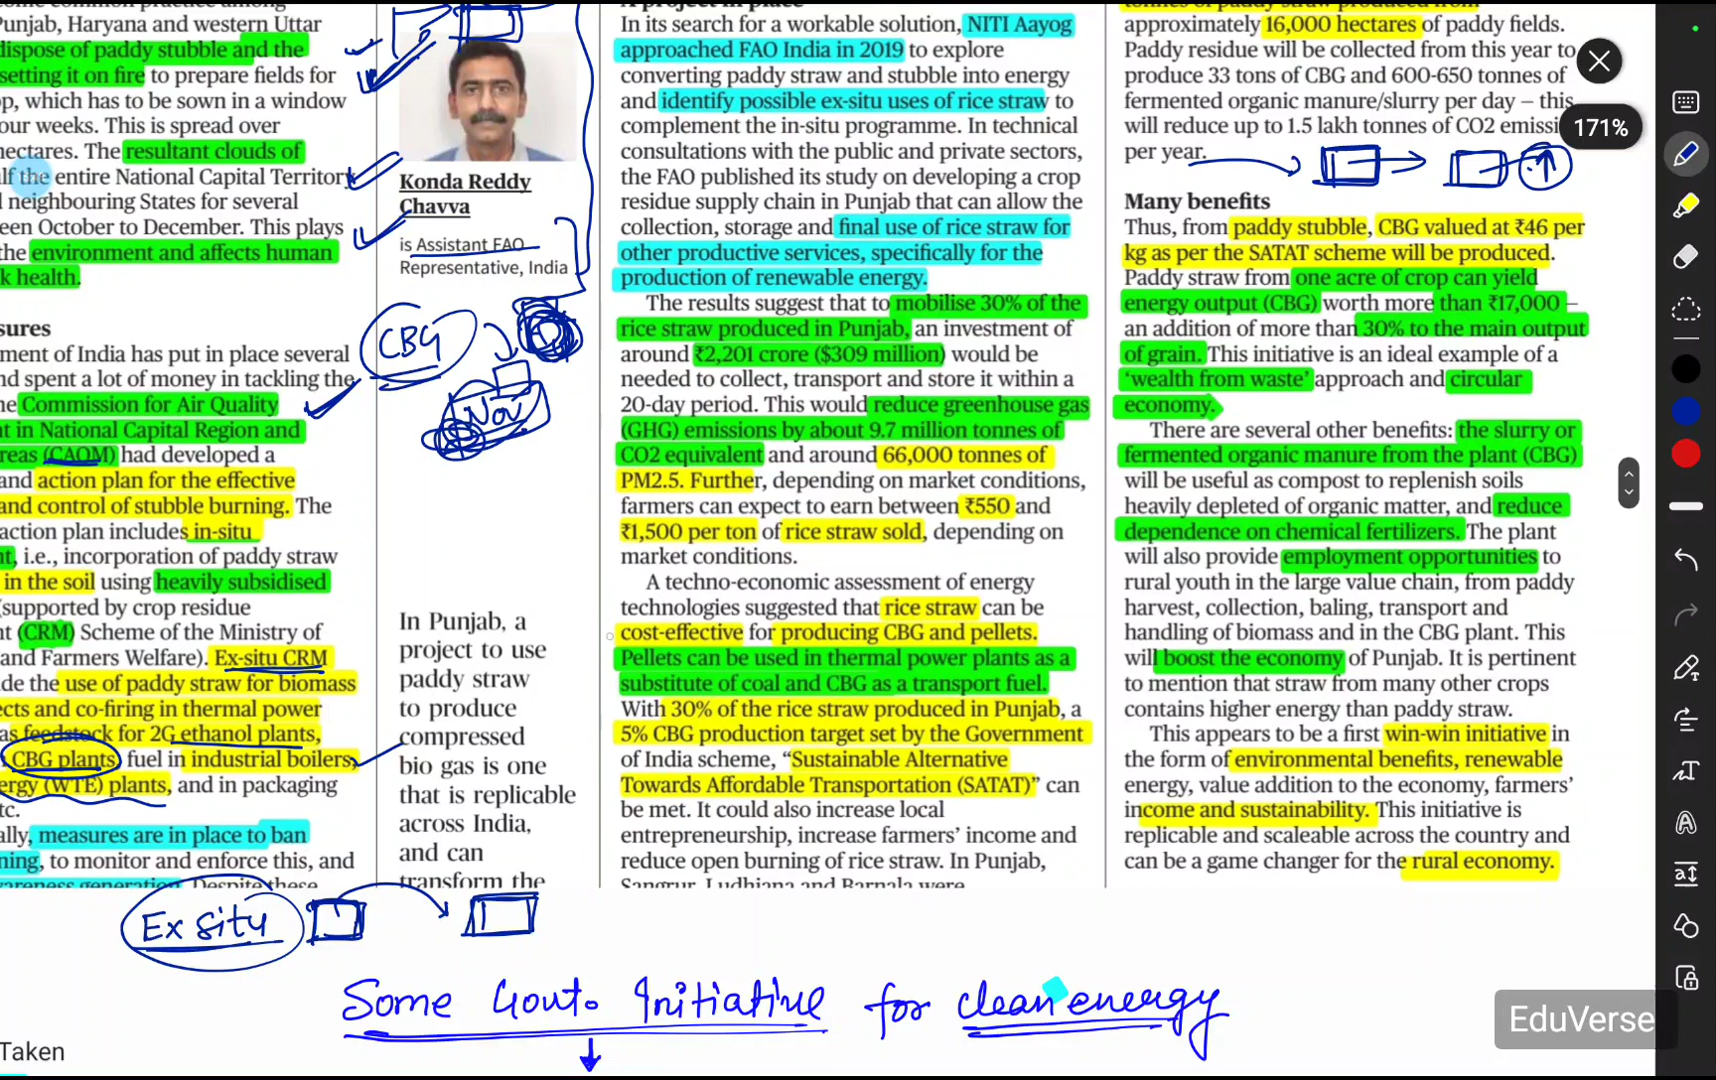 Punjab, Haryana and western Uttar
dispose of paddy stubble and the
setting it on fire to prepare fields for
op, which has to be sown in a window
our weeks. This is spread over
hectares. The resultant clouds of
lf the entire National Capital Territory
neighbouring States for several
een October to December. This plays
the environment and affects human
k health.
sures
ment of India has put in place several
nd spent a lot of money in tackling the
he Commission for Air Quality
nt in National Capital Region and
reas (CAQM) had developed a
and action plan for the effective
and control of stubble burning. The
action plan includes in-situ
nt, i.e., incorporation of paddy straw
in the soil using heavily subsidised
(supported by crop residue
nt (CRM) Scheme of the Ministry of
and Farmers Welfare). Ex-situ CRM
de the use of paddy straw for biomass
ects and co-firing in thermal power
as feedstock for 2G ethanol plants,
CBG plants, fuel in industrial boilers,
ergy (WTE) plants, and in packaging
tc.
ally, measures are in place to ban
ning, to monitor and enforce this, and
wareness generation. Despite these
Konda Reddy
Chavva
is Assistant FAO
Representative, India
CBG
Nov
In Punjab, a
project to use
paddy straw
to produce
compressed
bio gas is one
that is replicable
across India,
and can
transform the
A project in place
In its search for a workable solution, NITI Aayog
approached FAO India in 2019 to explore
converting paddy straw and stubble into energy
and identify possible ex-situ uses of rice straw to
complement the in-situ programme. In technical
consultations with the public and private sectors,
the FAO published its study on developing a crop
residue supply chain in Punjab that can allow the
collection, storage and final use of rice straw for
other productive services, specifically for the
production of renewable energy.
The results suggest that to mobilise 30% of the
rice straw produced in Punjab, an investment of
around ₹2,201 crore ($309 million) would be
needed to collect, transport and store it within a
20-day period. This would reduce greenhouse gas
(GHG) emissions by about 9.7 million tonnes of
CO2 equivalent and around 66,000 tonnes of
PM2.5. Further, depending on market conditions,
farmers can expect to earn between ₹550 and
₹1,500 per ton of rice straw sold, depending on
market conditions.
A techno-economic assessment of energy
technologies suggested that rice straw can be
cost-effective for producing CBG and pellets.
Pellets can be used in thermal power plants as a
substitute of coal and CBG as a transport fuel.
With 30% of the rice straw produced in Punjab, a
5% CBG production target set by the Government
of India scheme, “Sustainable Alternative
Towards Affordable Transportation (SATAT)” can
be met. It could also increase local
entrepreneurship, increase farmers’ income and
reduce open burning of rice straw. In Punjab,
Sangrur, Ludhiana and Barnala were
tonnes of paddy straw produced from
approximately 16,000 hectares of paddy fields.
Paddy residue will be collected from this year to
produce 33 tons of CBG and 600-650 tonnes of
fermented organic manure/slurry per day – this
will reduce up to 1.5 lakh tonnes of CO2 emissi
per year.
Many benefits
Thus, from paddy stubble, CBG valued at ₹46 per
kg as per the SATAT scheme will be produced.
Paddy straw from one acre of crop can yield
energy output (CBG) worth more than ₹17,000 –
an addition of more than 30% to the main output
of grain. This initiative is an ideal example of a
‘wealth from waste’ approach and circular
economy.
There are several other benefits: the slurry or
fermented organic manure from the plant (CBG)
will be useful as compost to replenish soils
heavily depleted of organic matter, and reduce
dependence on chemical fertilizers. The plant
will also provide employment opportunities to
rural youth in the large value chain, from paddy
harvest, collection, baling, transport and
handling of biomass and in the CBG plant. This
will boost the economy of Punjab. It is pertinent
to mention that straw from many other crops
contains higher energy than paddy straw.
This appears to be a first win-win initiative in
the form of environmental benefits, renewable
energy, value addition to the economy, farmers’
income and sustainability. This initiative is
replicable and scaleable across the country and
can be a game changer for the rural economy.
171%
Ex situ
Some Govt. Initiative for clean energy
EduVerse
Taken